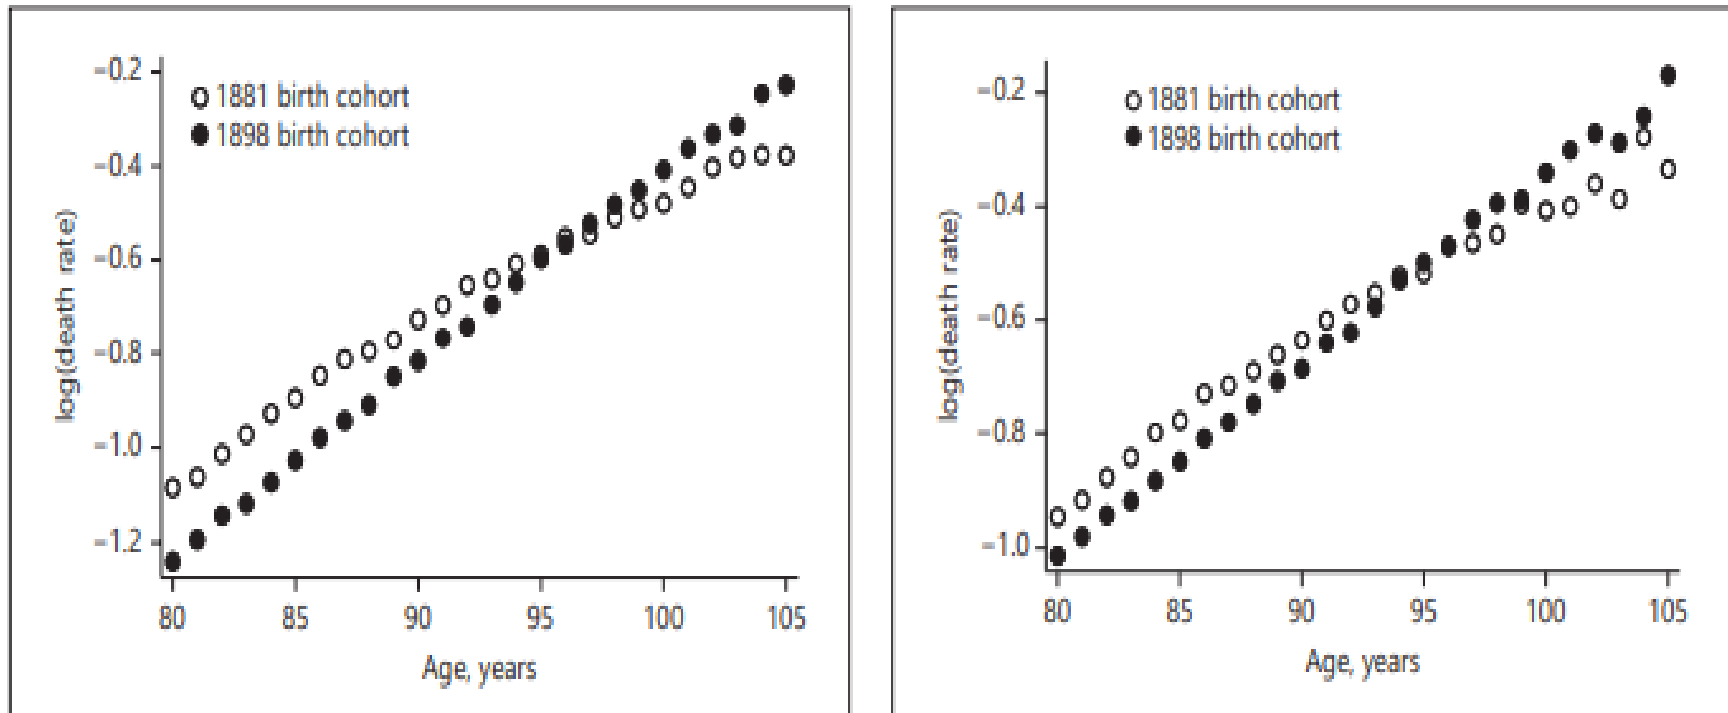 −0.2
−0.4
−0.6
−0.8
−1.0
−1.2
log(death rate)
1881 birth cohort
1898 birth cohort
80 85 90 95 100 105
Age, years
−0.2
−0.4
−0.6
−0.8
−1.0
log(death rate)
1881 birth cohort
1898 birth cohort
80 85 90 95 100 105
Age, years